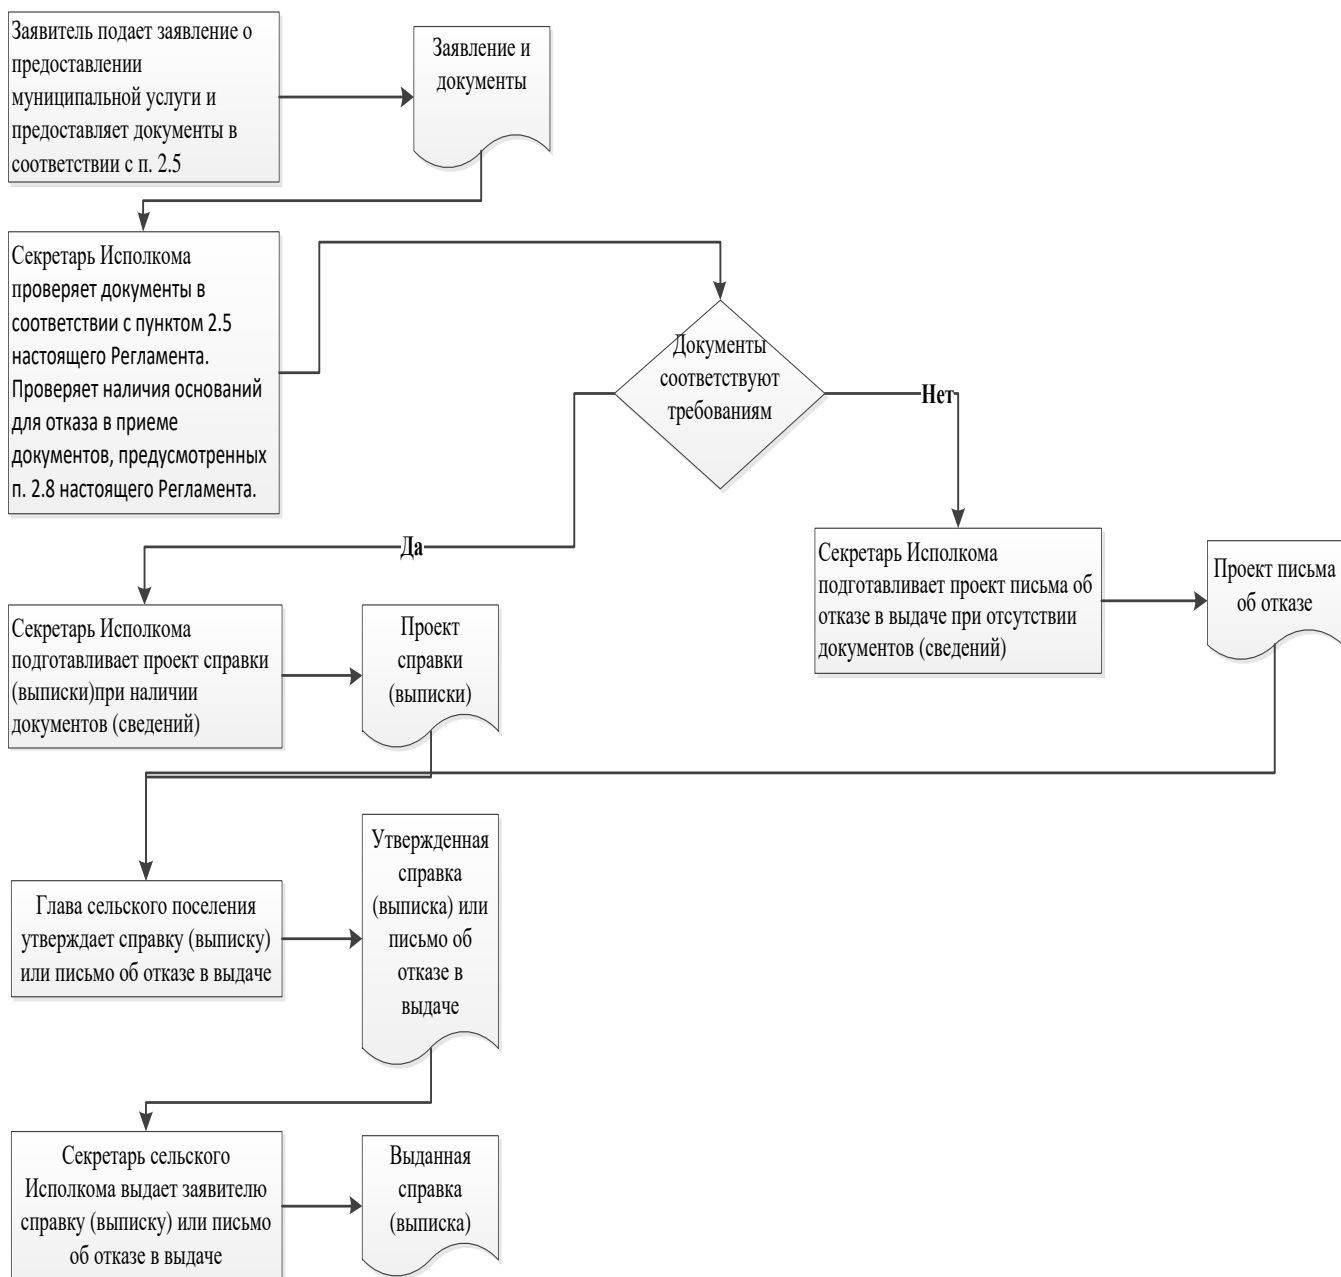 Заявитель подает заявление о
предоставлении
муниципальной услуги и
предоставляет документы в
соответствии с п. 2.5
Заявление и
документы
Секретарь Исполкома
проверяет документы в
соответствии с пунктом 2.5
настоящего Регламента.
Проверяет наличия оснований
для отказа в приеме
документов, предусмотренных
п. 2.8 настоящего Регламента.
Документы
соответствуют
требованиям
Нет
Да
Секретарь Исполкома
подготавливает проект письма об
отказе в выдаче при отсутствии
документов (сведений)
Проект письма
об отказе
Секретарь Исполкома
подготавливает проект справки
(выписки)при наличии
документов (сведений)
Проект
справки
(выписки)
Глава сельского поселения
утверждает справку (выписку)
или письмо об отказе в выдаче
Утвержденная
справка
(выписка) или
письмо об
отказе в
выдаче
Секретарь сельского
Исполкома выдает заявителю
справку (выписку) или письмо
об отказе в выдаче
Выданная
справка
(выписка)